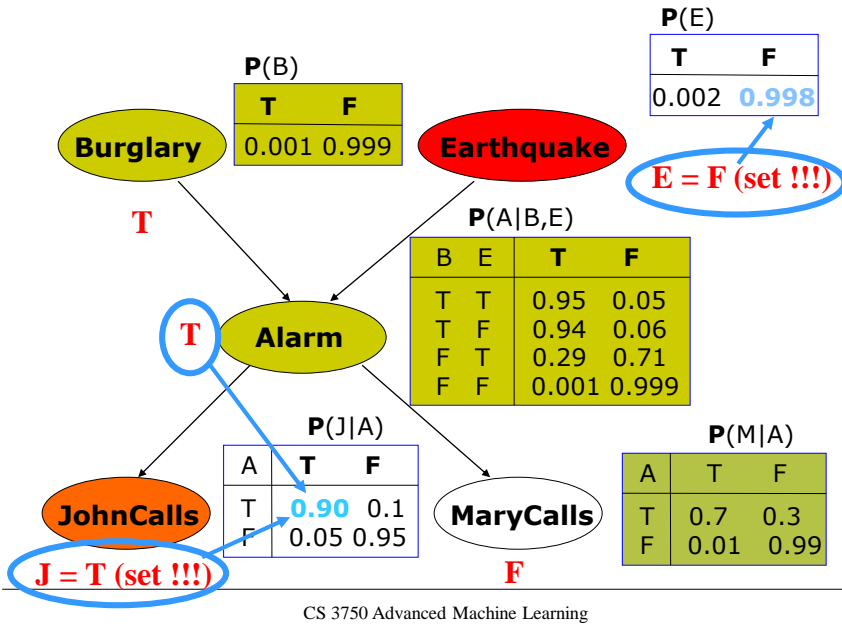 P(E)
T F
0.002 0.998
P(B)
T F
0.001 0.999
Burglary
Earthquake
E = F (set !!!)
T
P(A|B,E)
B E T F
T T 0.95 0.05
T F 0.94 0.06
F T 0.29 0.71
F F 0.001 0.999
T
Alarm
P(J|A)
A T F
T 0.90 0.1
F 0.05 0.95
P(M|A)
A T F
T 0.7 0.3
F 0.01 0.99
JohnCalls
MaryCalls
J = T (set !!!)
F
CS 3750 Advanced Machine Learning